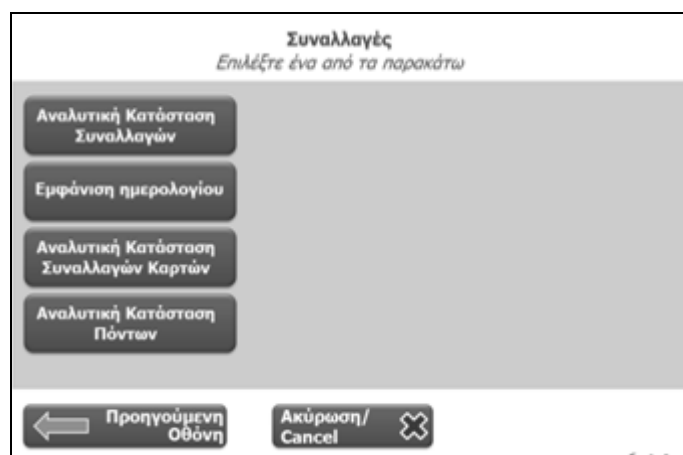 Συναλλαγές
Επιλέξτε ένα από τα παρακάτω
Αναλυτική Κατάσταση
Συναλλαγών
Εμφάνιση ημερολογίου
Αναλυτική Κατάσταση
Συναλλαγών Καρτών
Αναλυτική Κατάσταση
Πόντων
Προηγούμενη
Οθόνη
Ακύρωση/
Cancel